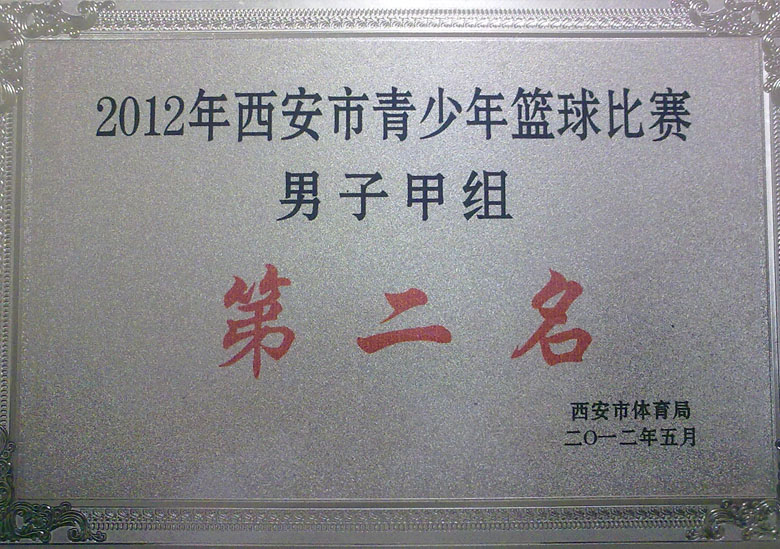 2012年西安市青少年篮球比赛
男子甲组
第二名
西安市体育局
二〇一二年五月